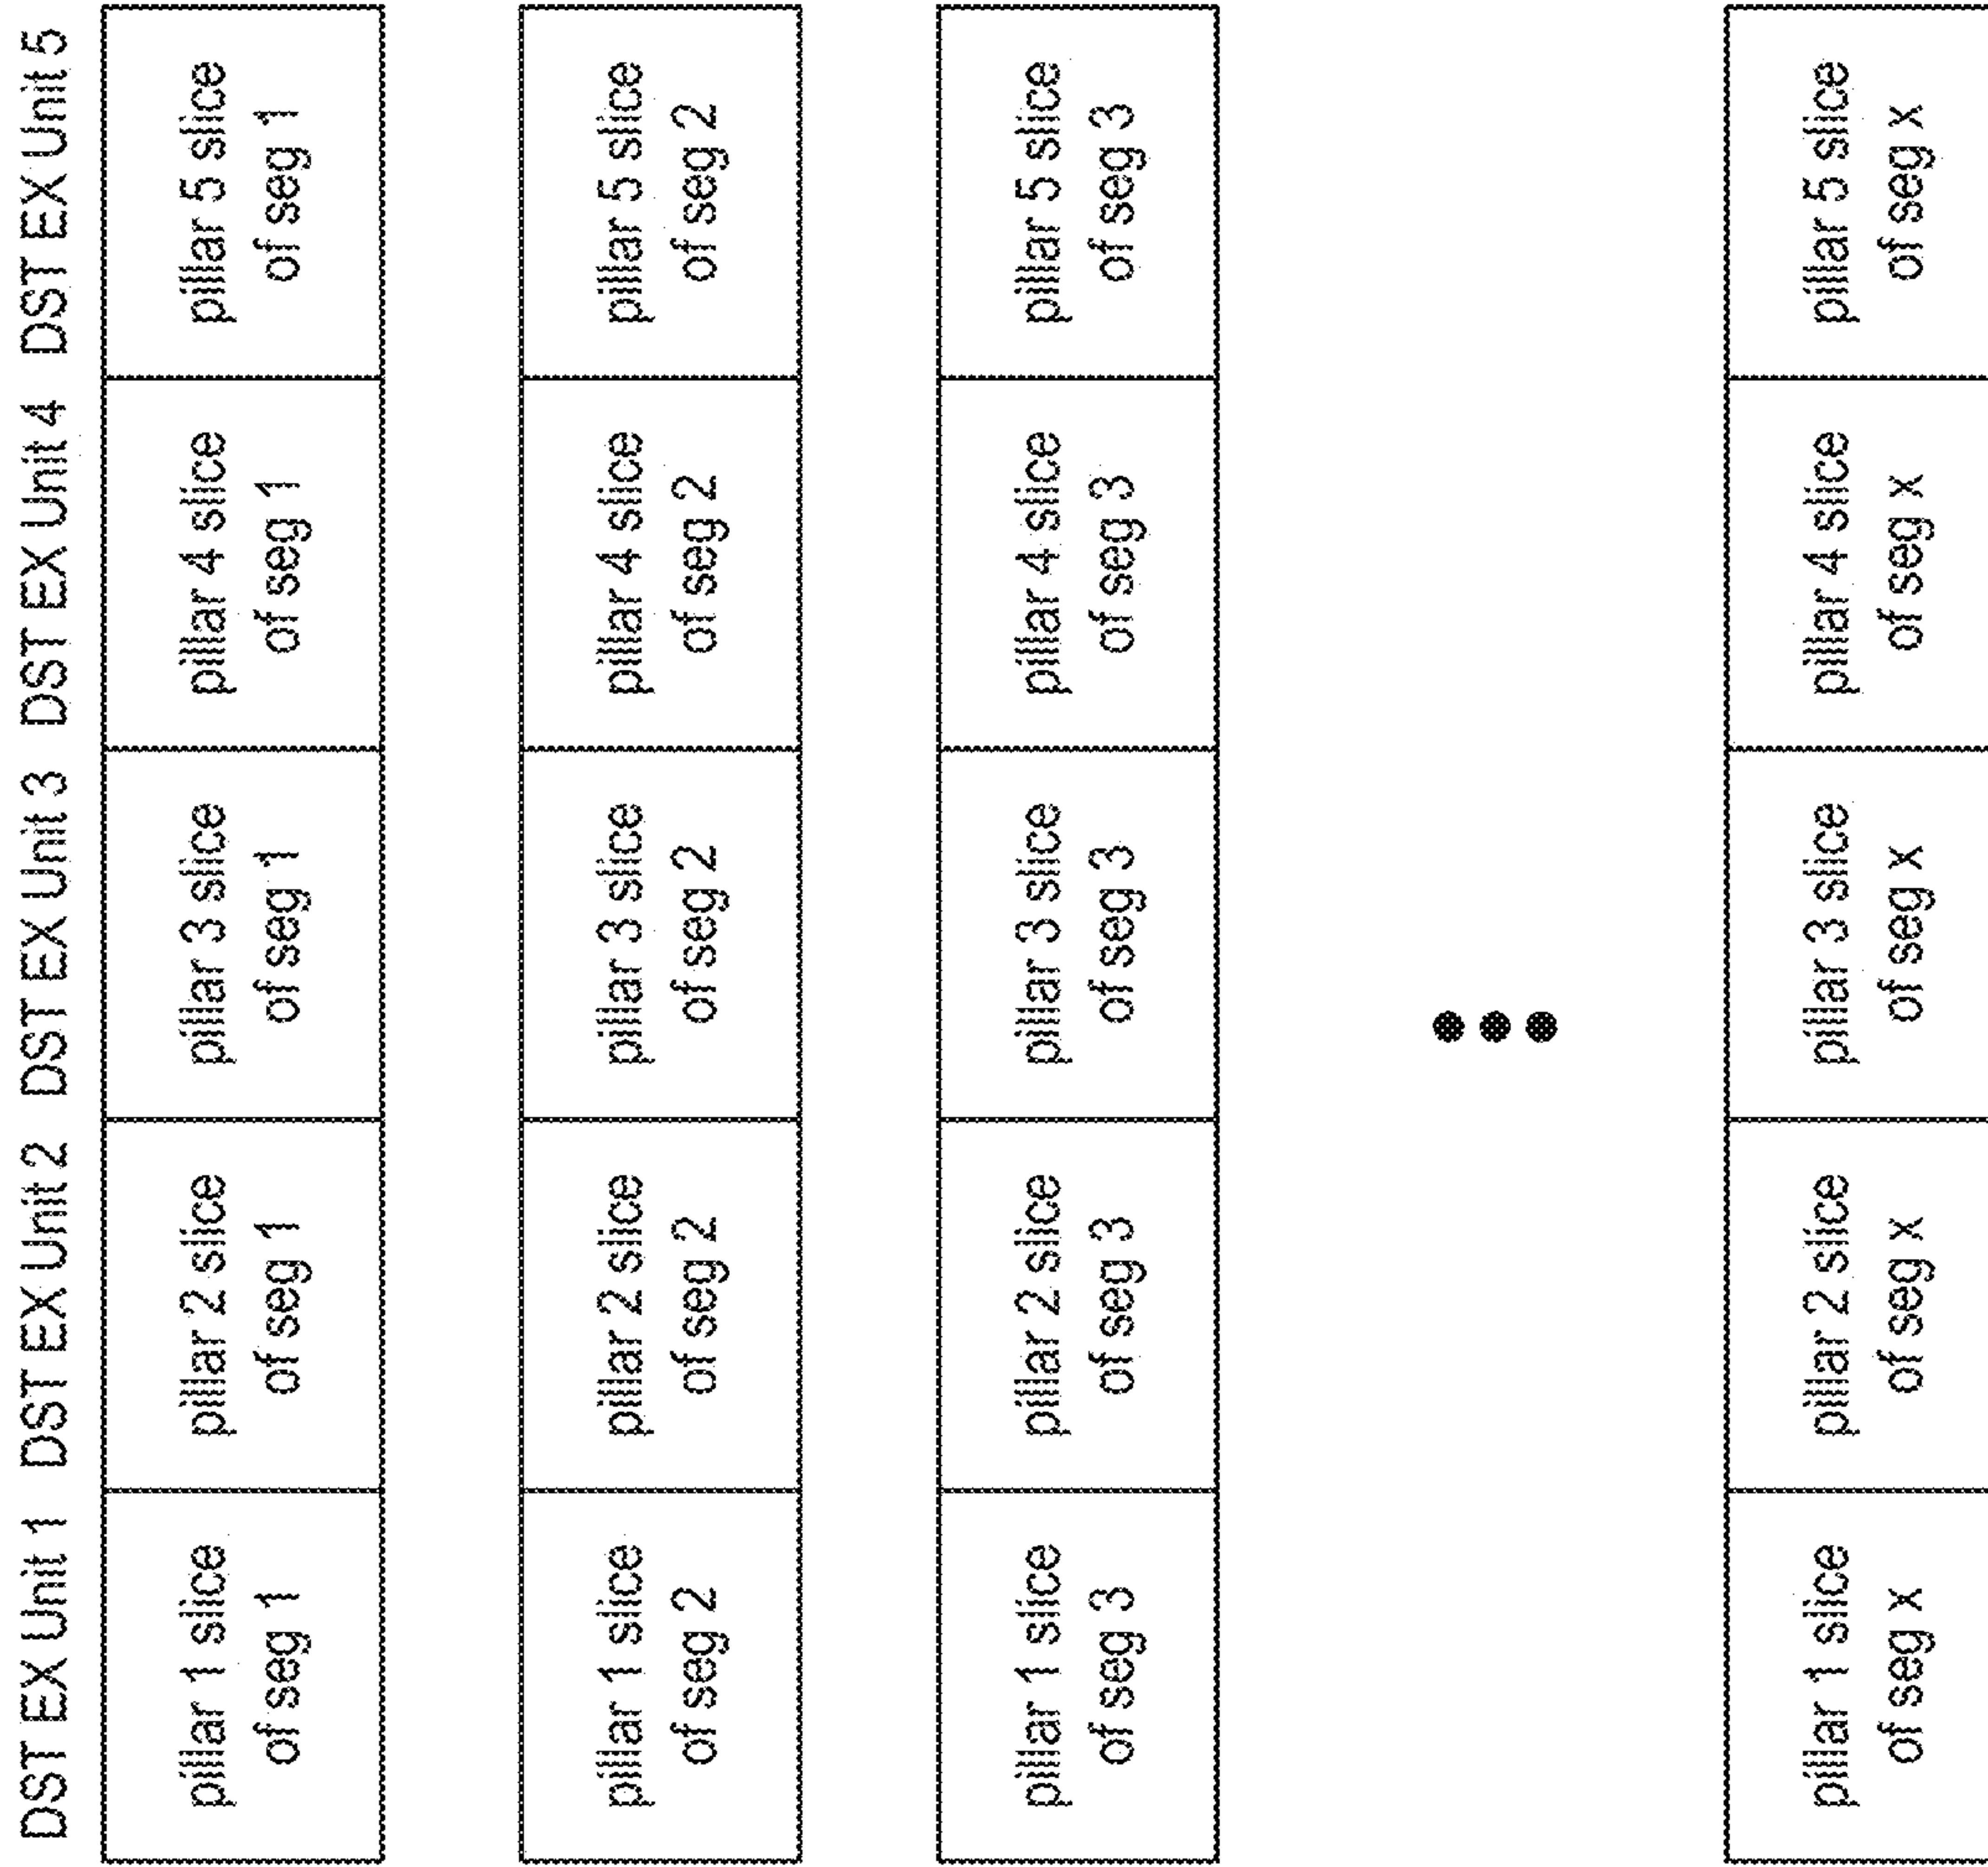 DST EX Unit 1 DST EX Unit 2 DST EX Unit 3 DST EX Unit 4 DST EX Unit 5
pillar 1 slice
of seg 1
pillar 2 slice
of seg 1
pillar 3 slice
of seg 1
pillar 4 slice
of seg 1
pillar 5 slice
of seg 1
pillar 1 slice
of seg 2
pillar 2 slice
of seg 2
pillar 3 slice
of seg 2
pillar 4 slice
of seg 2
pillar 5 slice
of seg 2
pillar 1 slice
of seg 3
pillar 2 slice
of seg 3
pillar 3 slice
of seg 3
pillar 4 slice
of seg 3
pillar 5 slice
of seg 3
pillar 1 slice
of seg x
pillar 2 slice
of seg x
pillar 3 slice
of seg x
pillar 4 slice
of seg x
pillar 5 slice
of seg x